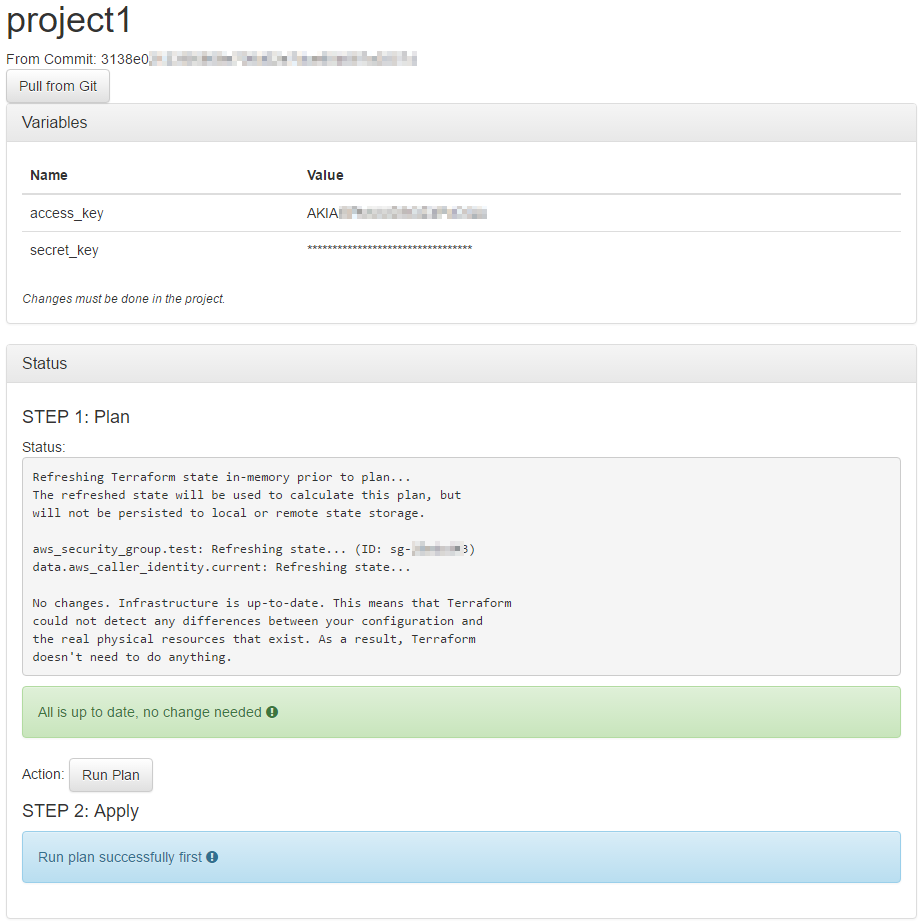 project1
From Commit: 3138e0
Pull from Git
Variables
Name Value
access_key AKIA
secret_key *********************************
Changes must be done in the project.
Status
STEP 1: Plan
Status:
Refreshing Terraform state in-memory prior to plan...
The refreshed state will be used to calculate this plan, but
will not be persisted to local or remote state storage.
aws_security_group.test: Refreshing state... (ID: sg-3)
data.aws_caller_identity.current: Refreshing state...
No changes. Infrastructure is up-to-date. This means that Terraform
could not detect any differences between your configuration and
the real physical resources that exist. As a result, Terraform
doesn't need to do anything.
All is up to date, no change needed
Action: Run Plan
STEP 2: Apply
Run plan successfully first